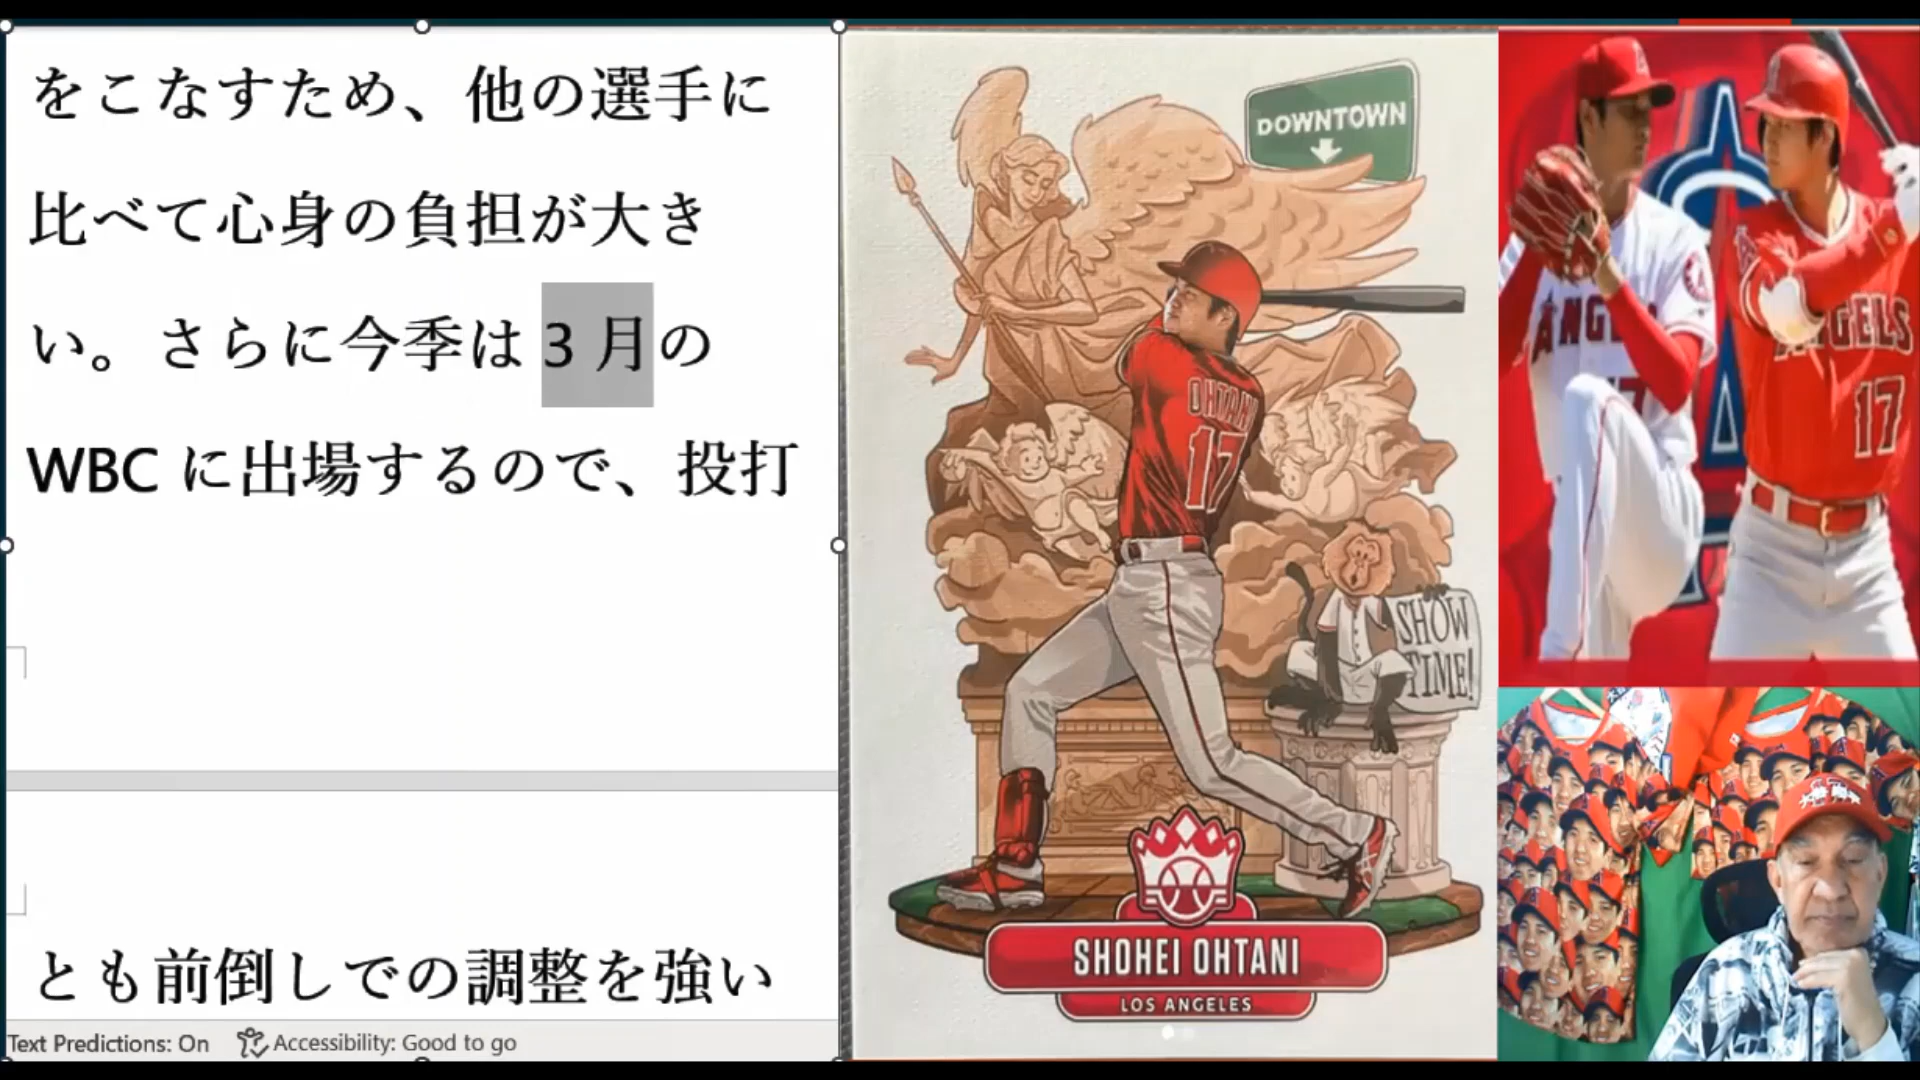 をこなすため、他の選手に
比べて心身の負担が大き
い。さらに今季は 3 月の
WBC に出場するので、投打
とも前倒しでの調整を強い
Text Predictions: On
Accessibility: Good to go
DOWNTOWN
OHTANI
17
SHOW
TIME!
SHOHEI OHTANI
LOS ANGELES
ANGELS
17